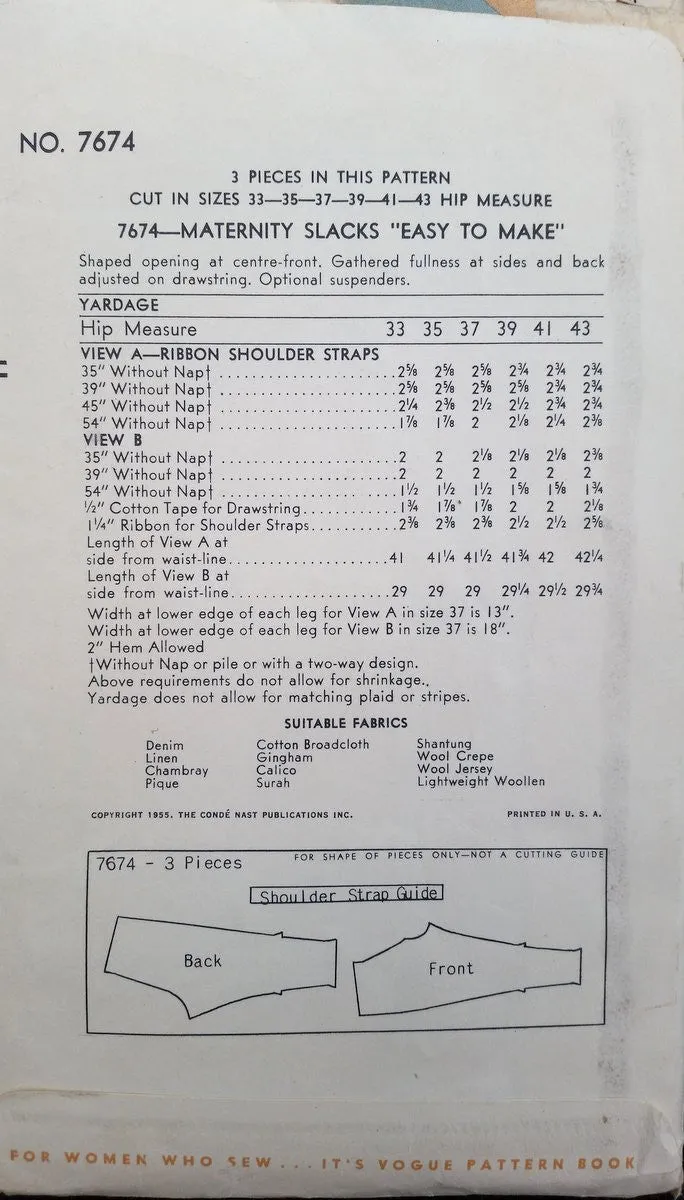 NO. 7674
3 PIECES IN THIS PATTERN
CUT IN SIZES 33—35—37—39—41—43 HIP MEASURE
7674—MATERNITY SLACKS "EASY TO MAKE"
Shaped opening at centre-front. Gathered fullness at sides and back
adjusted on drawstring. Optional suspenders.
YARDAGE
Hip Measure 33 35 37 39 41 43
VIEW A—RIBBON SHOULDER STRAPS
35" Without Nap† ....................2⅝ 2⅝ 2⅝ 2¾ 2¾ 2¾
39" Without Nap† ....................2⅝ 2⅝ 2⅝ 2⅝ 2¾ 2¾
45" Without Nap† ....................2¼ 2⅜ 2½ 2½ 2¾ 2¾
54" Without Nap† ....................1⅞ 1⅞ 2 2⅛ 2¼ 2⅜
VIEW B
35" Without Nap† ....................2 2 2⅛ 2⅛ 2⅛ 2⅜
39" Without Nap† ....................2 2 2 2 2 2
54" Without Nap† ....................1½ 1½ 1½ 1⅝ 1⅝ 1¾
½" Cotton Tape for Drawstring...........1¾ 1⅞ 1⅞ 2 2 2⅛
1¼" Ribbon for Shoulder Straps..........2⅜ 2⅜ 2⅜ 2½ 2½ 2⅝
Length of View A at
side from waist-line..................41 41¼ 41½ 41¾ 42 42¼
Length of View B at
side from waist-line..................29 29 29 29¼ 29½ 29¾
Width at lower edge of each leg for View A in size 37 is 13".
Width at lower edge of each leg for View B in size 37 is 18".
2" Hem Allowed
†Without Nap or pile or with a two-way design.
Above requirements do not allow for shrinkage.
Yardage does not allow for matching plaid or stripes.
SUITABLE FABRICS
Denim Cotton Broadcloth Shantung
Linen Gingham Wool Crepe
Chambray Calico Wool Jersey
Pique Surah Lightweight Woollen
COPYRIGHT 1955. THE CONDÉ NAST PUBLICATIONS INC. PRINTED IN U. S. A.
7674 - 3 Pieces FOR SHAPE OF PIECES ONLY—NOT A CUTTING GUIDE
Shoulder Strap Guide
Back
Front
FOR WOMEN WHO SEW...IT'S VOGUE PATTERN BOOK